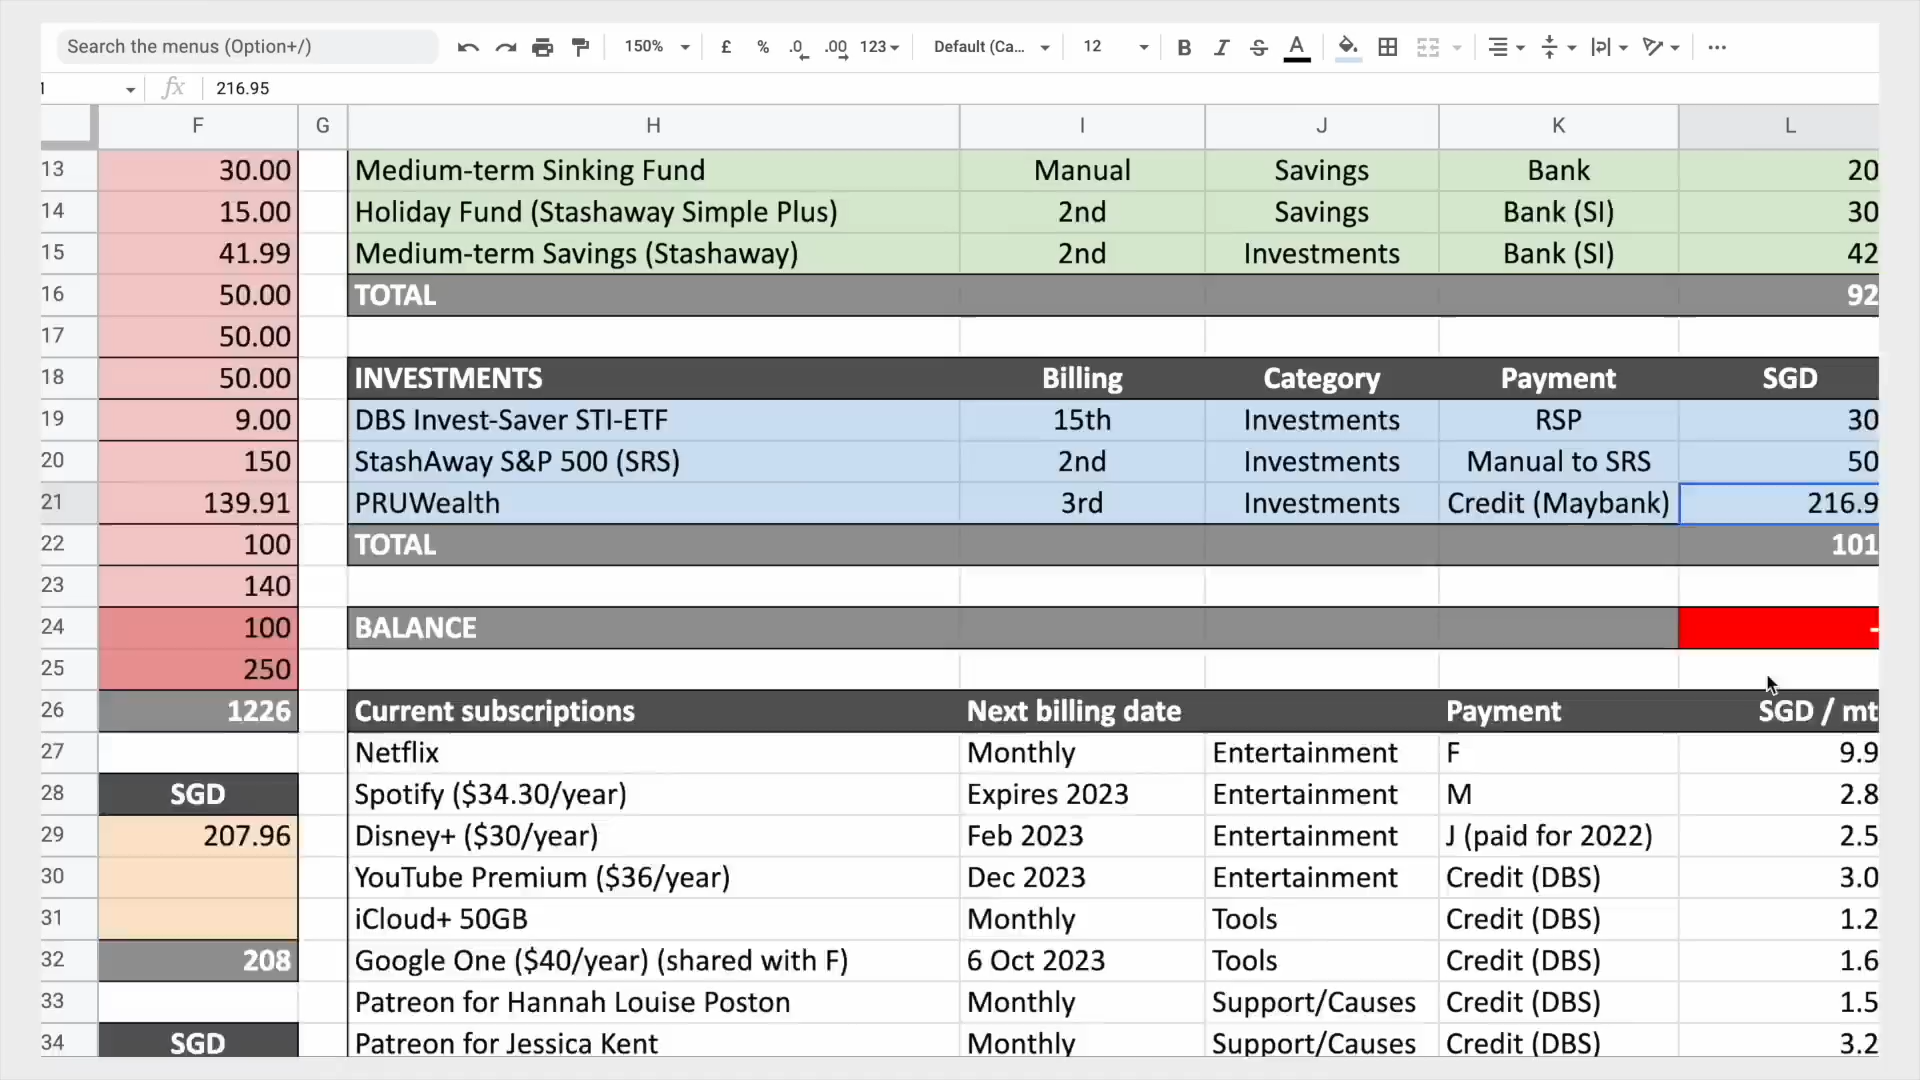 Search the menus (Option+/) 150% £ % .0 .00 123 Default (Ca... 12 B I S A
fx 216.95
F G H I J K L
13 30.00 Medium-term Sinking Fund Manual Savings Bank 20
14 15.00 Holiday Fund (Stashaway Simple Plus) 2nd Savings Bank (SI) 30
15 41.99 Medium-term Savings (Stashaway) 2nd Investments Bank (SI) 42
16 50.00 TOTAL 92
17 50.00
18 50.00 INVESTMENTS Billing Category Payment SGD
19 9.00 DBS Invest-Saver STI-ETF 15th Investments RSP 30
20 150 StashAway S&P 500 (SRS) 2nd Investments Manual to SRS 50
21 139.91 PRUWealth 3rd Investments Credit (Maybank) 216.9
22 100 TOTAL 101
23 140
24 100 BALANCE -
25 250
26 1226 Current subscriptions Next billing date Payment SGD / mt
27 Netflix Monthly Entertainment F 9.9
28 SGD Spotify ($34.30/year) Expires 2023 Entertainment M 2.8
29 207.96 Disney+ ($30/year) Feb 2023 Entertainment J (paid for 2022) 2.5
30 YouTube Premium ($36/year) Dec 2023 Entertainment Credit (DBS) 3.0
31 iCloud+ 50GB Monthly Tools Credit (DBS) 1.2
32 208 Google One ($40/year) (shared with F) 6 Oct 2023 Tools Credit (DBS) 1.6
33 Patreon for Hannah Louise Poston Monthly Support/Causes Credit (DBS) 1.5
34 SGD Patreon for Jessica Kent Monthly Support/Causes Credit (DBS) 3.2